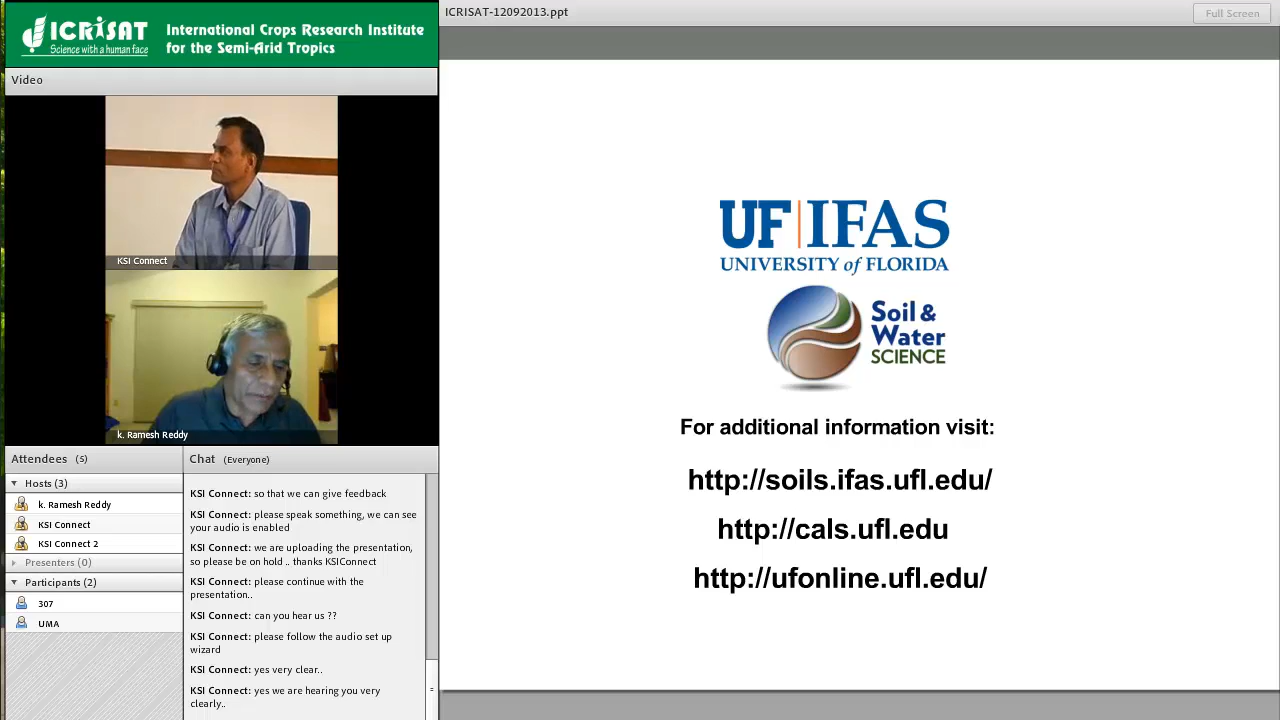 ICRISAT
Science with a human face
International Crops Research Institute
for the Semi-Arid Tropics
Video
KSI Connect
k. Ramesh Reddy
Attendees (5)
Hosts (3)
k. Ramesh Reddy
KSI Connect
KSI Connect 2
Presenters (0)
Participants (2)
307
UMA
Chat (Everyone)
KSI Connect: so that we can give feedback
KSI Connect: please speak something, we can see
your audio is enabled
KSI Connect: we are uploading the presentation,
so please be on hold .. thanks KSIConnect
KSI Connect: please continue with the
presentation..
KSI Connect: can you hear us ??
KSI Connect: please follow the audio set up
wizard
KSI Connect: yes very clear..
KSI Connect: yes we are hearing you very
clearly..
ICRISAT-12092013.ppt
Full Screen
UF|IFAS
UNIVERSITY of FLORIDA
Soil &
Water
SCIENCE
For additional information visit:
http://soils.ifas.ufl.edu/
http://cals.ufl.edu
http://ufonline.ufl.edu/